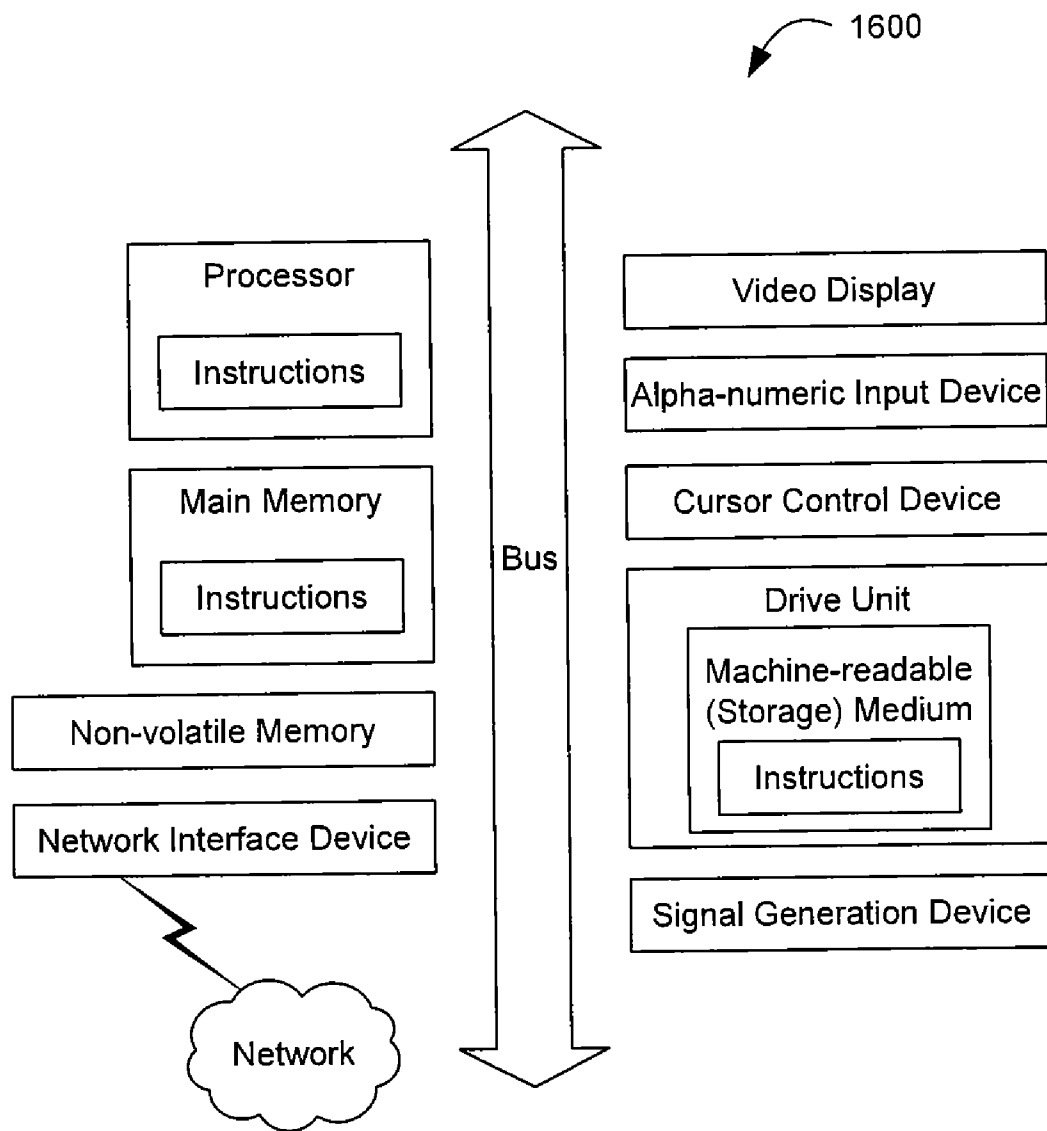 1600
Processor
Instructions
Main Memory
Instructions
Non-volatile Memory
Network Interface Device
Network
Bus
Video Display
Alpha-numeric Input Device
Cursor Control Device
Drive Unit
Machine-readable
(Storage) Medium
Instructions
Signal Generation Device